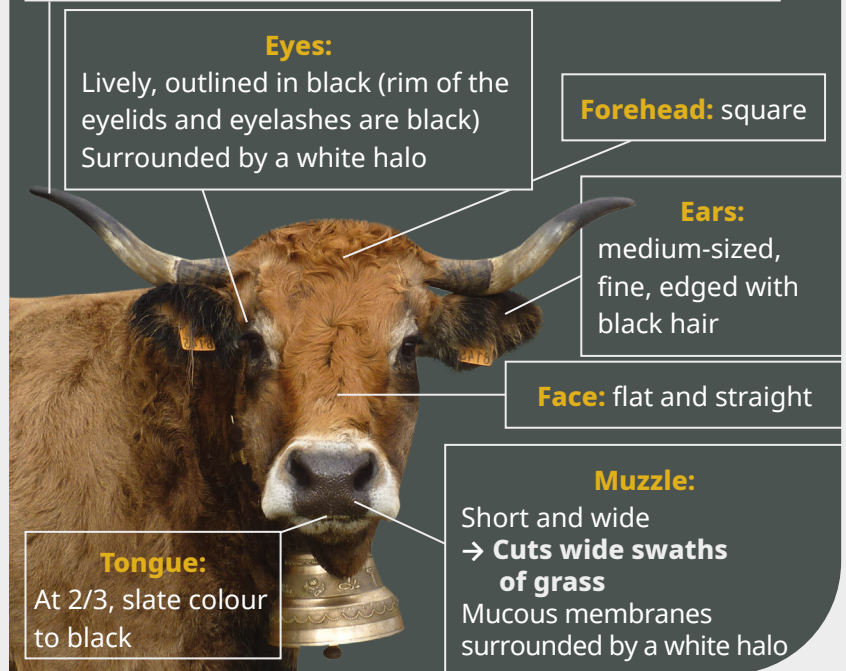 Eyes:
Lively, outlined in black (rim of the
eyelids and eyelashes are black)
Surrounded by a white halo
Forehead: square
Ears:
medium-sized,
fine, edged with
black hair
Face: flat and straight
Muzzle:
Short and wide
→ Cuts wide swaths
of grass
Mucous membranes
surrounded by a white halo
Tongue:
At 2/3, slate colour
to black